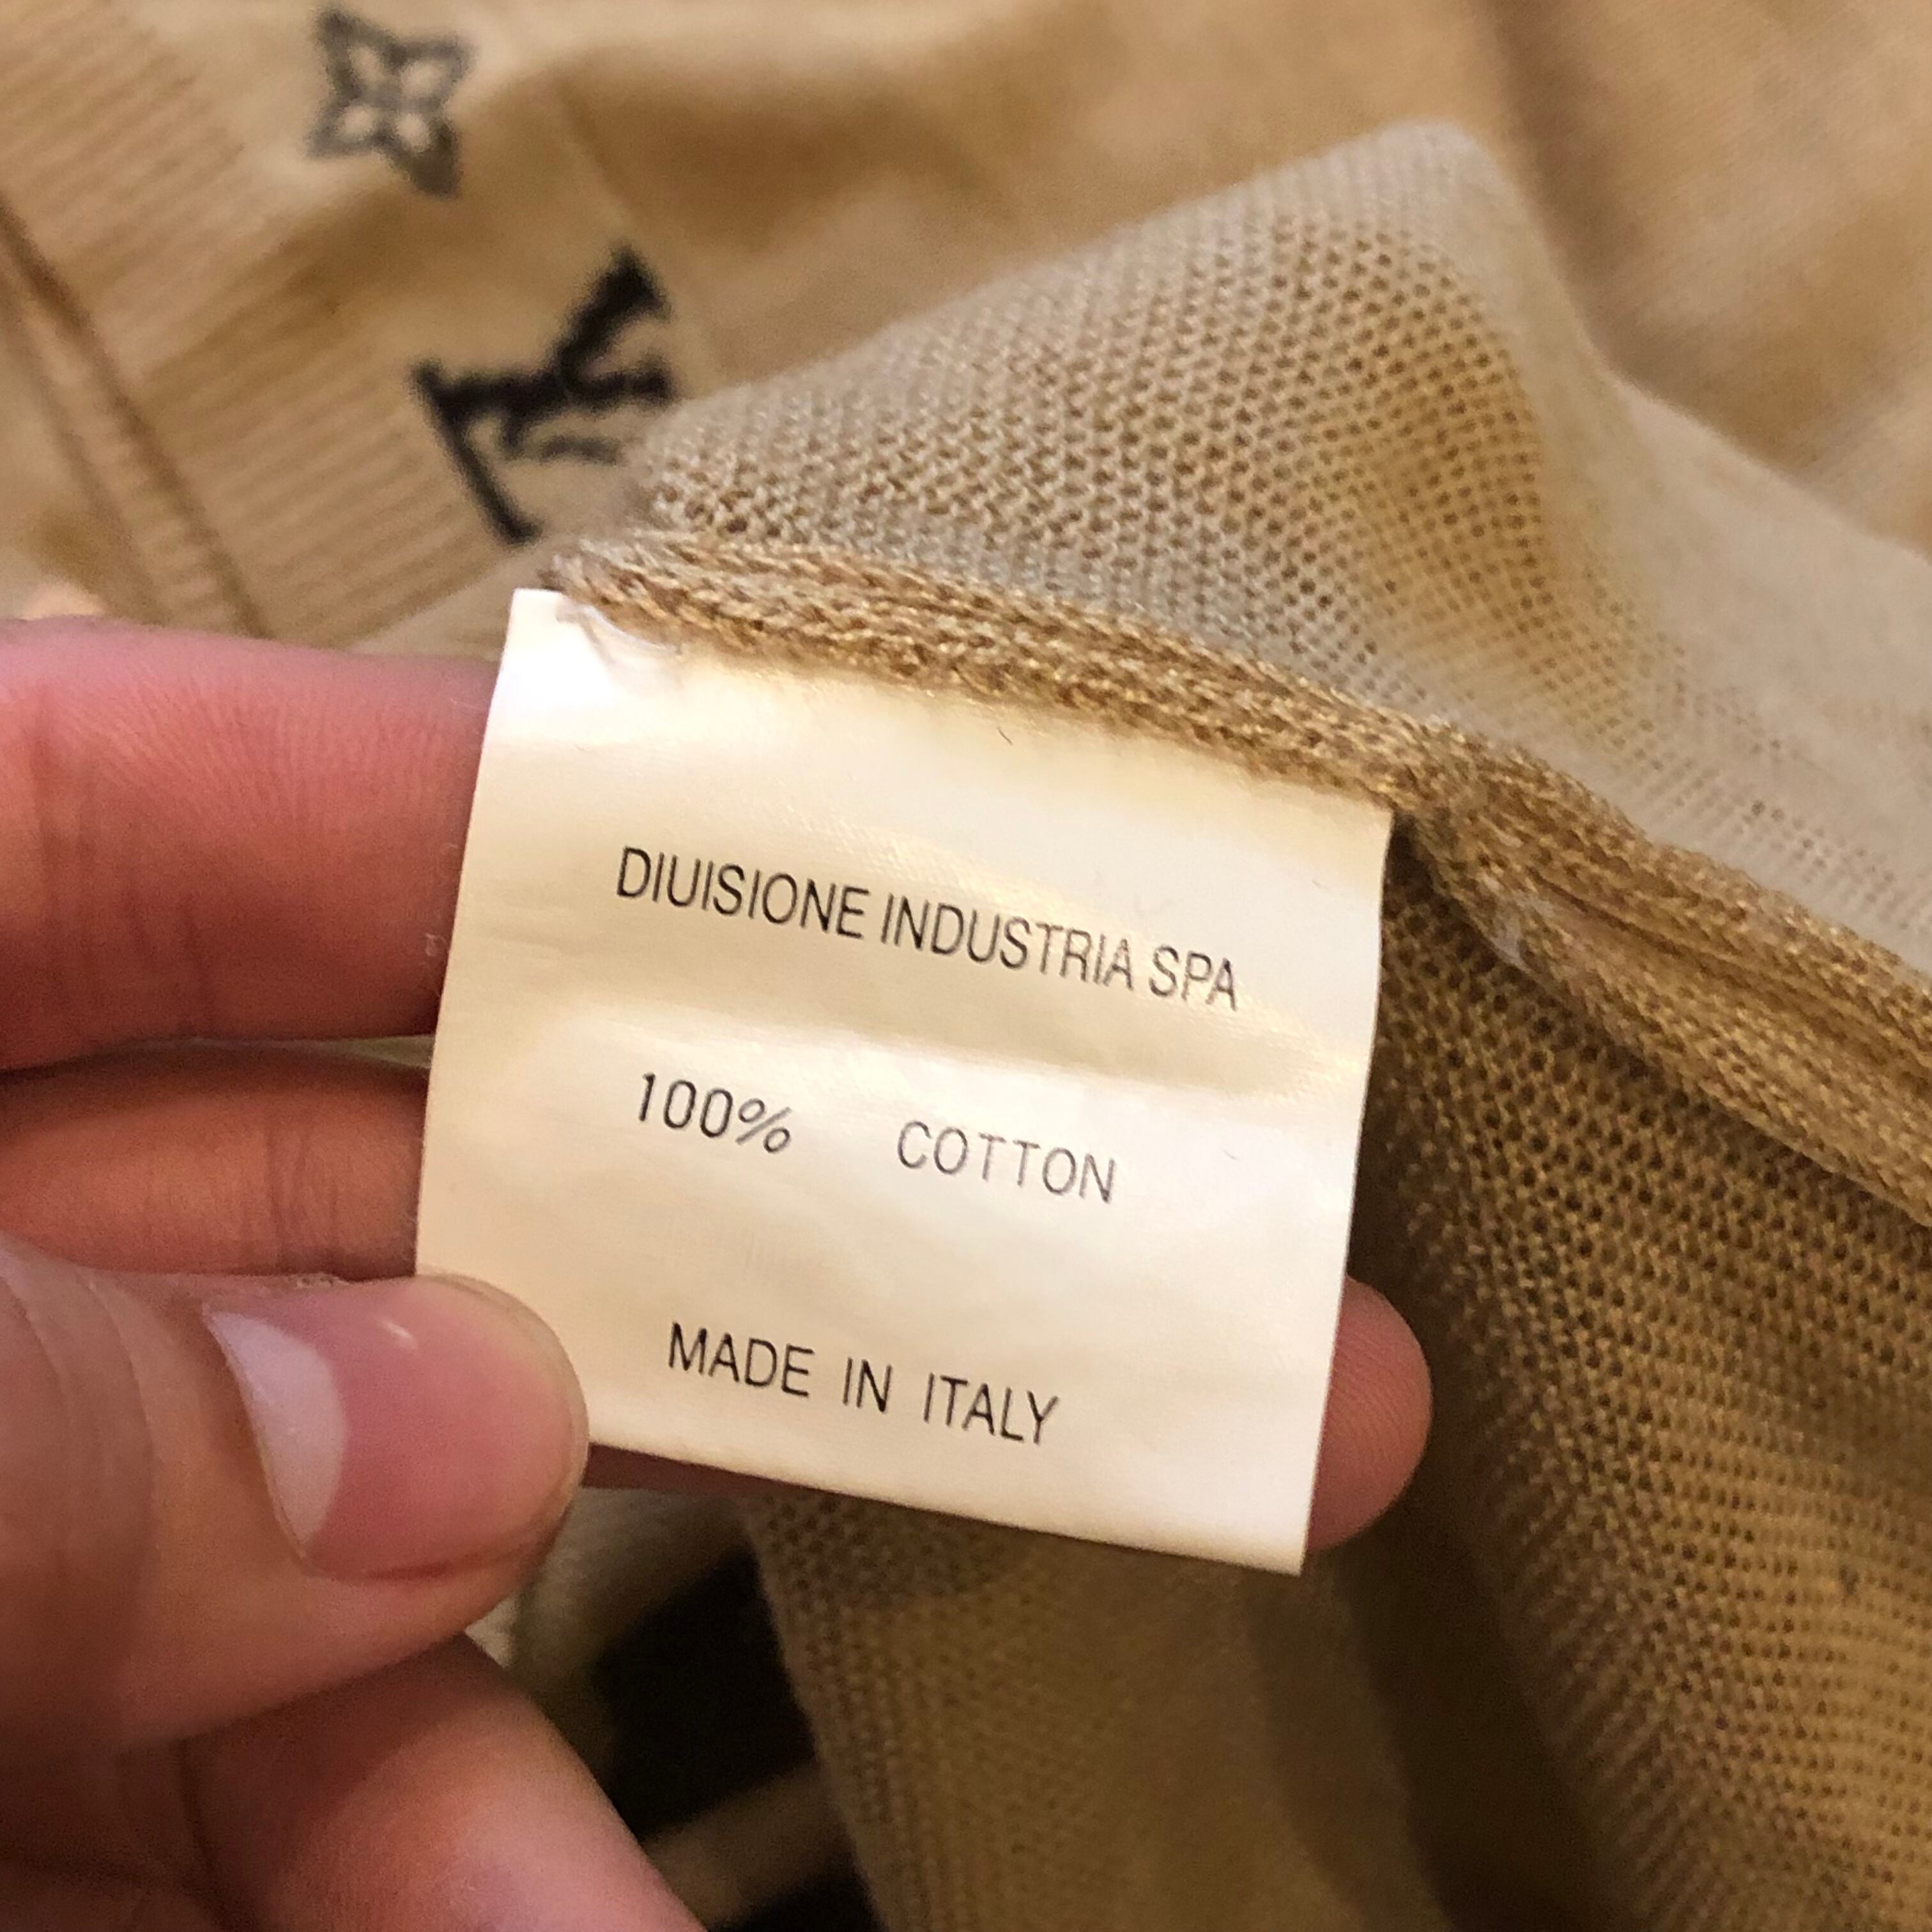 DIUISIONE INDUSTRIA SPA
100% COTTON
MADE IN ITALY